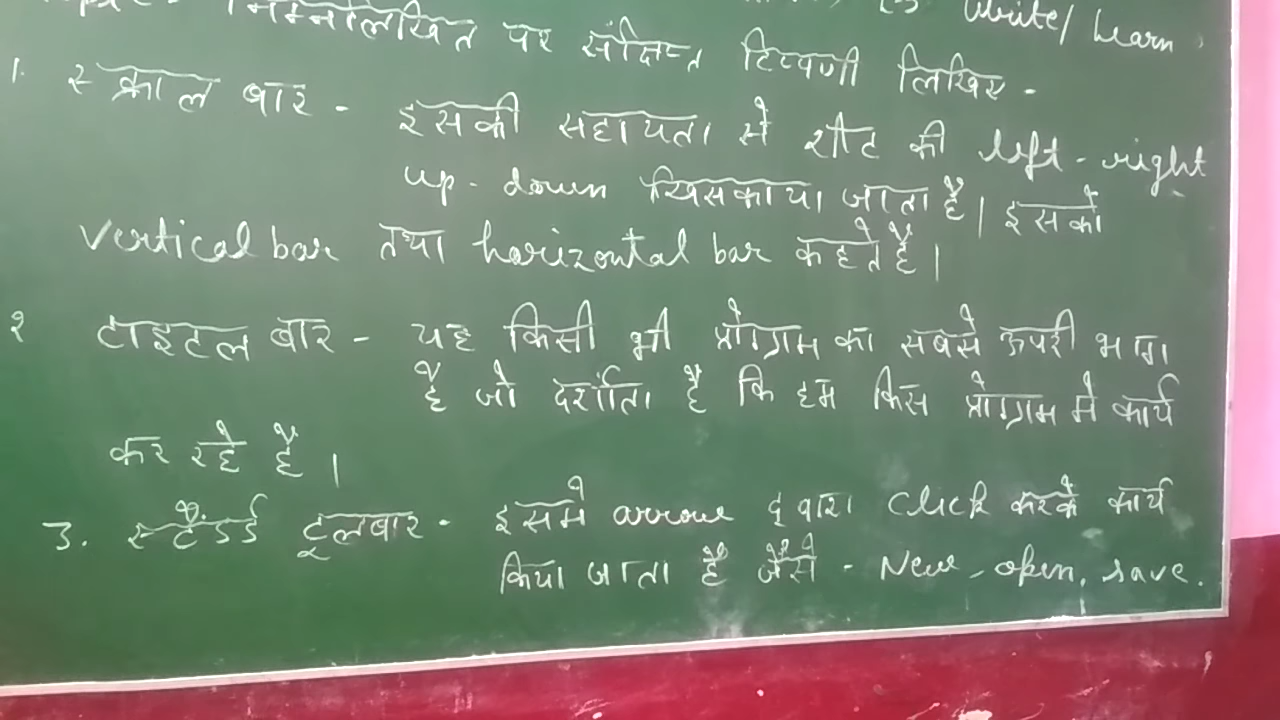 Write/Learn
निम्नलिखित पर संक्षिप्त टिप्पणी लिखिए -
1. स्क्राल बार - इसकी सहायता से शीट की left - right
up - down खिसकाया जाता है। इसको
vertical bar तथा horizontal bar कहते है।
2 टाइटल बार - यह किसी भी प्रोग्राम का सबसे ऊपरी भाग
है जो दर्शाता है कि हम किस प्रोग्राम मे कार्य
कर रहे है।
3. स्टैंडर्ड टूलबार - इसमे arrow द्वारा click करके कार्य
किया जाता है जैसे - New, open, save.